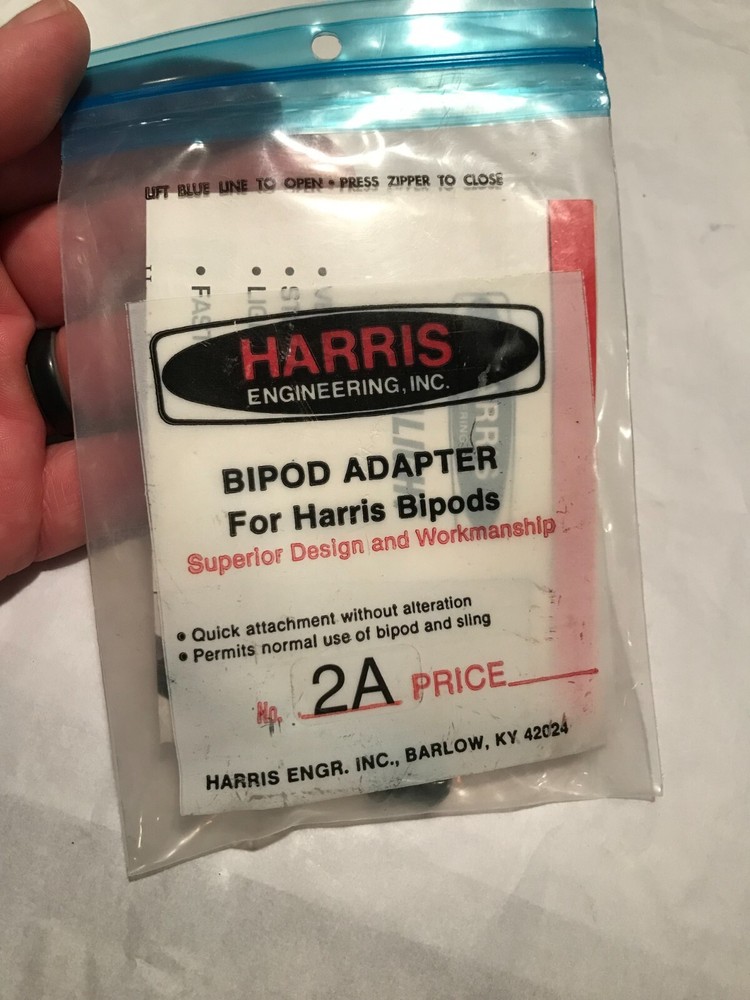 LIFT BLUE LINE TO OPEN • PRESS ZIPPER TO CLOSE
HARRIS
ENGINEERING, INC.
BIPOD ADAPTER
For Harris Bipods
Superior Design and Workmanship
• Quick attachment without alteration
• Permits normal use of bipod and sling
No. 2A PRICE
HARRIS ENGR. INC., BARLOW, KY 42024